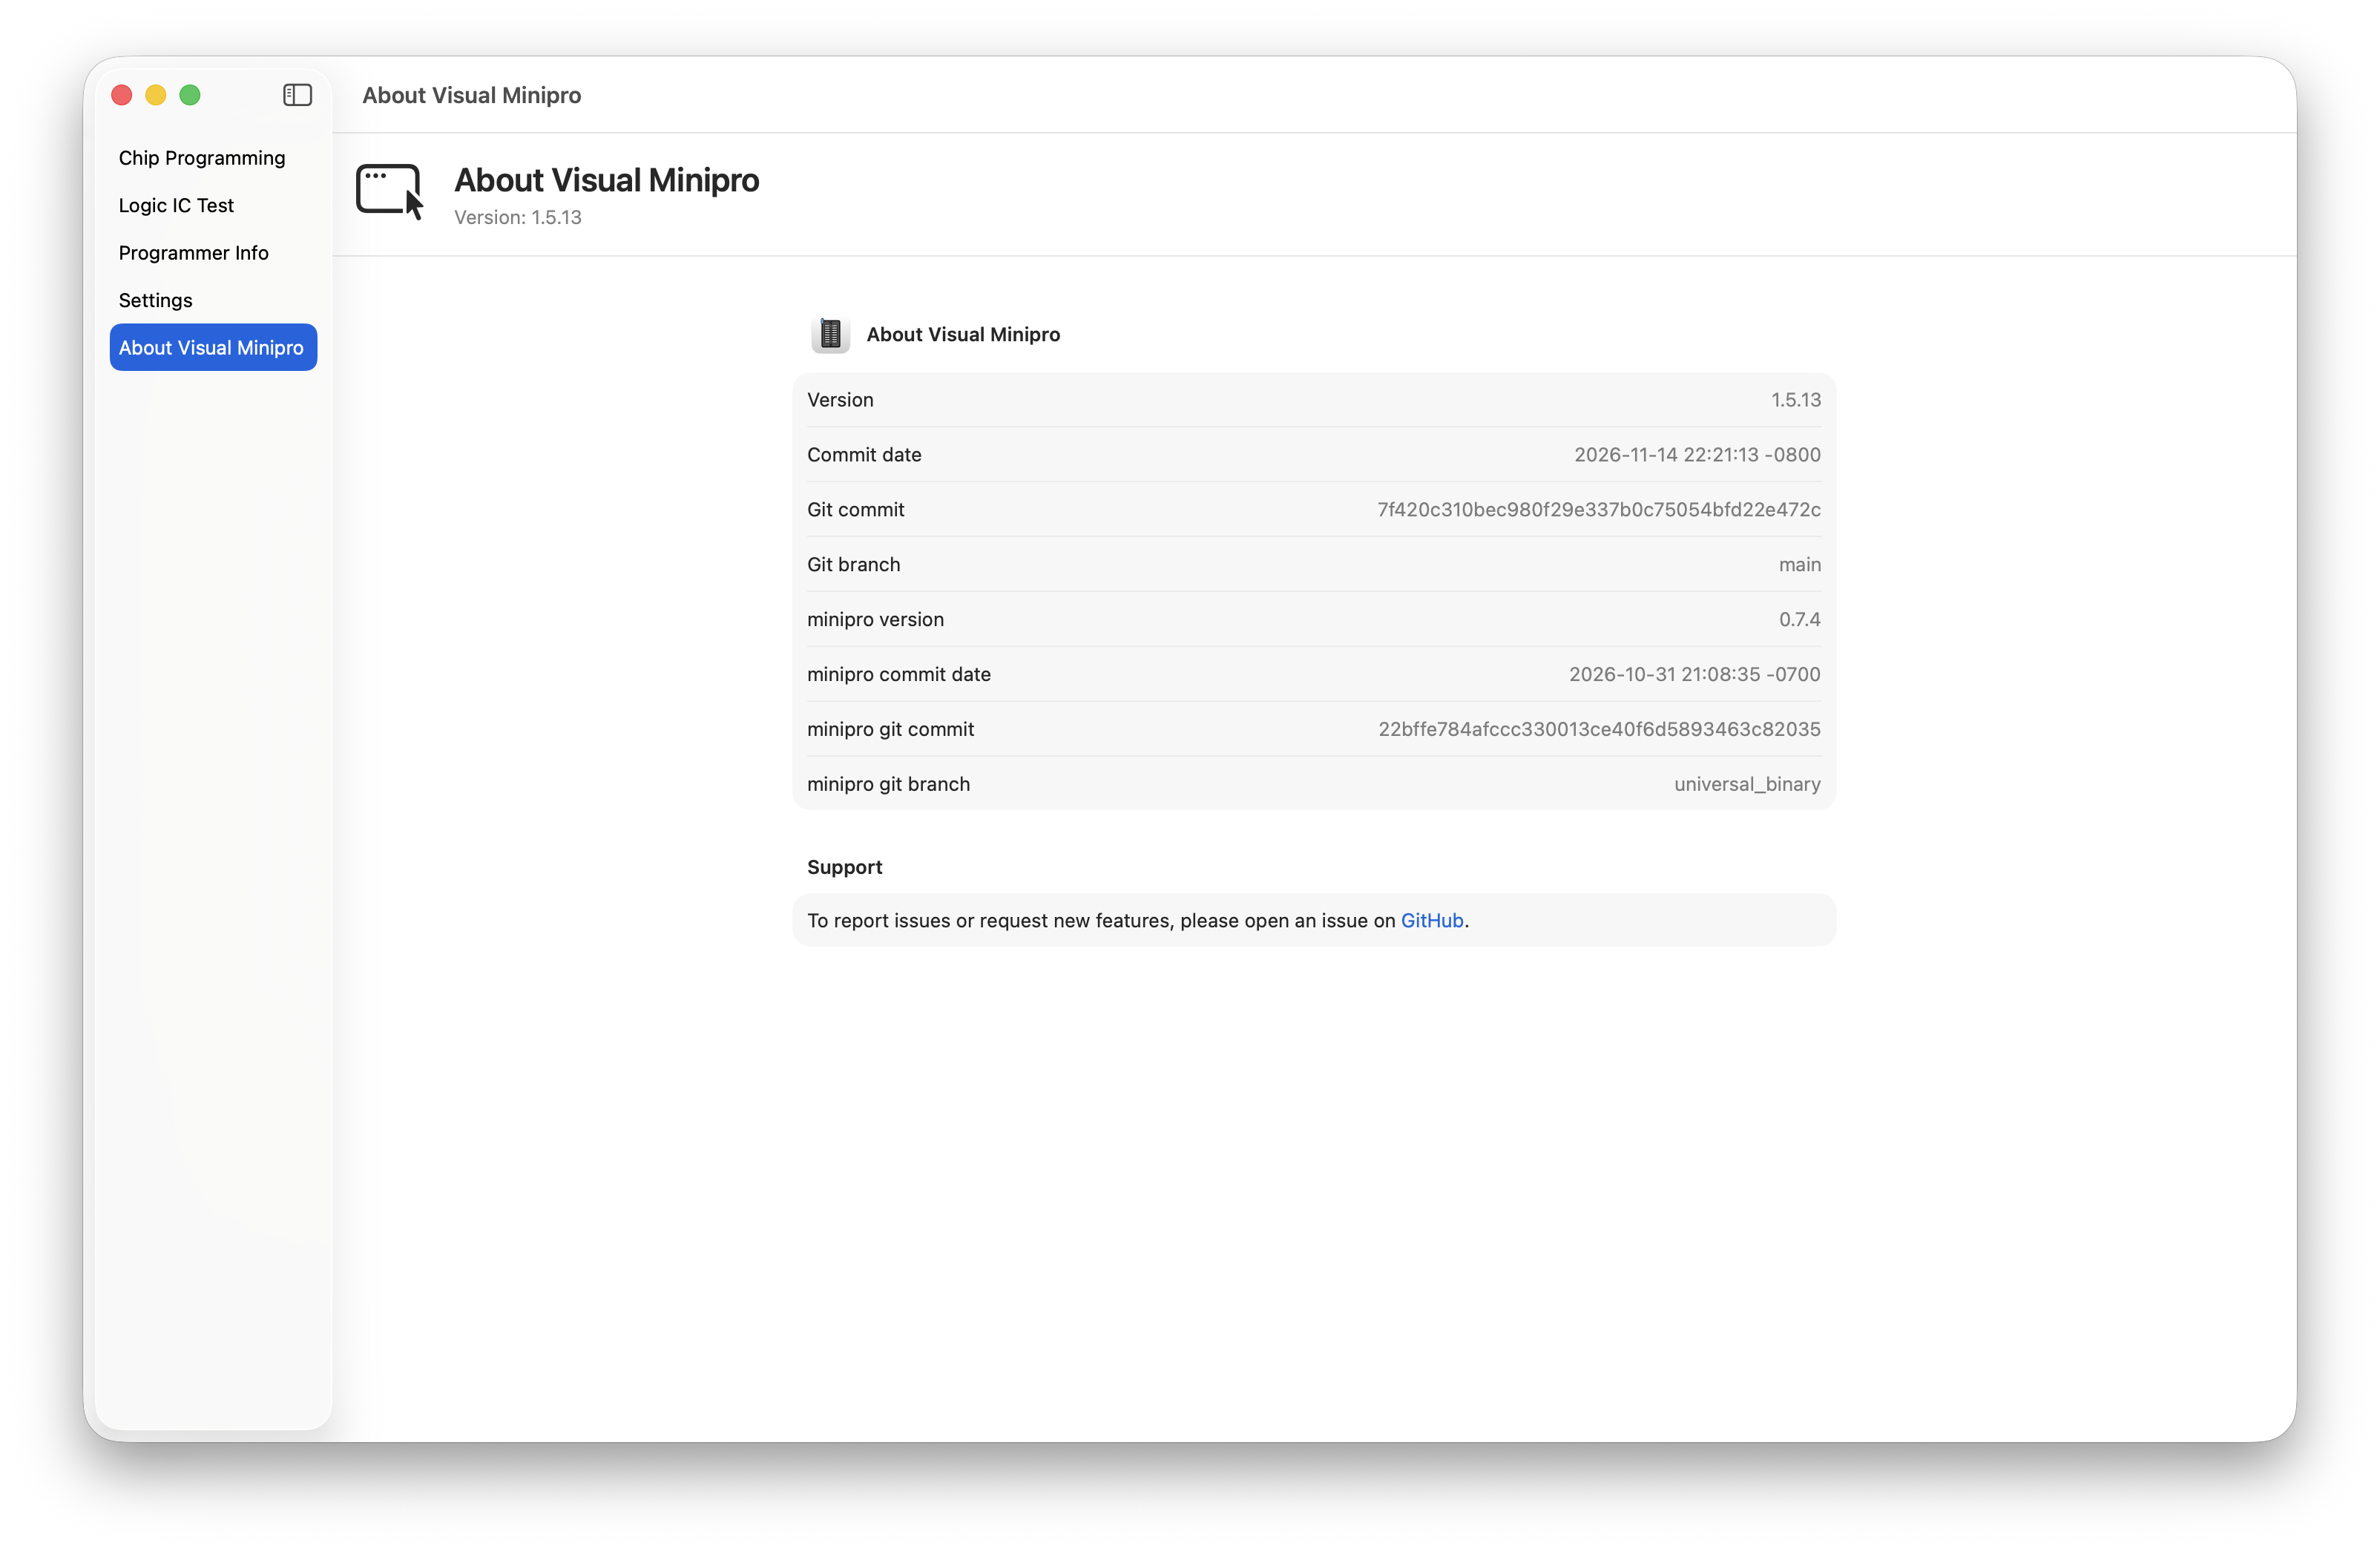 About Visual Minipro
Chip Programming
Logic IC Test
Programmer Info
Settings
About Visual Minipro
About Visual Minipro
Version: 1.5.13
About Visual Minipro
Version 1.5.13
Commit date 2026-11-14 22:21:13 -0800
Git commit 7f420c310bec980f29e337b0c75054bfd22e472c
Git branch main
minipro version 0.7.4
minipro commit date 2026-10-31 21:08:35 -0700
minipro git commit 22bffe784afccc330013ce40f6d5893463c82035
minipro git branch universal_binary
Support
To report issues or request new features, please open an issue on GitHub.